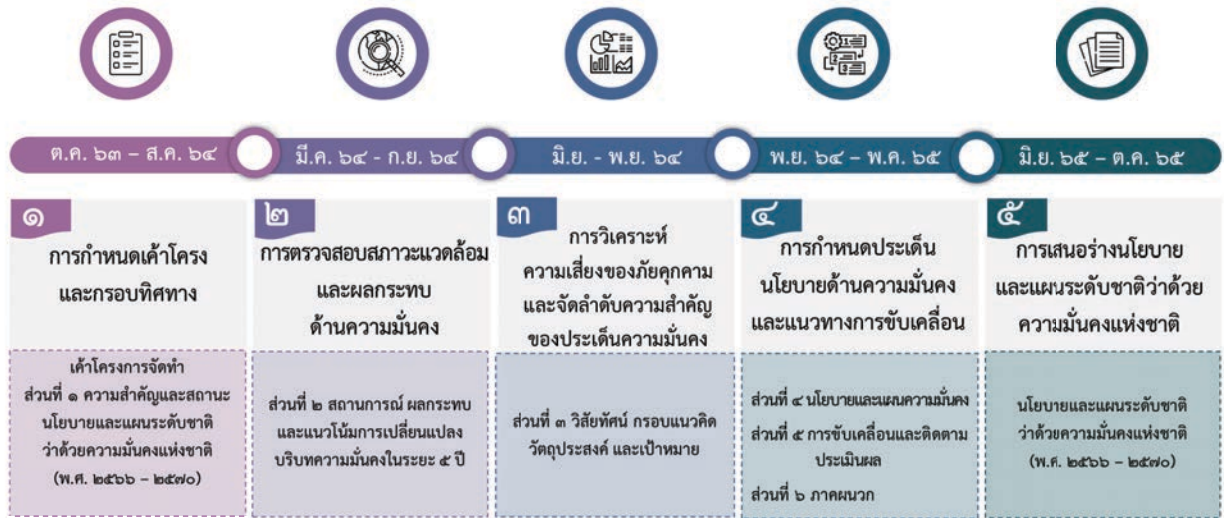 ต.ค. ๖๓ – ส.ค. ๖๔
มี.ค. ๖๔ - ก.ย. ๖๔
มิ.ย. - พ.ย. ๖๔
พ.ย. ๖๔ – พ.ค. ๖๕
มิ.ย. ๖๕ – ต.ค. ๖๕
๑
การกำหนดเค้าโครง
และกรอบทิศทาง
๒
การตรวจสอบสภาวะแวดล้อม
และผลกระทบ
ด้านความมั่นคง
๓
การวิเคราะห์
ความเสี่ยงของภัยคุกคาม
และจัดลำดับความสำคัญ
ของประเด็นความมั่นคง
๔
การกำหนดประเด็น
นโยบายด้านความมั่นคง
และแนวทางการขับเคลื่อน
๕
การเสนอร่างนโยบาย
และแผนระดับชาติว่าด้วย
ความมั่นคงแห่งชาติ
เค้าโครงการจัดทำ
ส่วนที่ ๑ ความสำคัญและสถานะ
นโยบายและแผนระดับชาติ
ว่าด้วยความมั่นคงแห่งชาติ
(พ.ศ. ๒๕๖๖ – ๒๕๗๐)
ส่วนที่ ๒ สถานการณ์ ผลกระทบ
และแนวโน้มการเปลี่ยนแปลง
บริบทความมั่นคงในระยะ ๕ ปี
ส่วนที่ ๓ วิสัยทัศน์ กรอบแนวคิด
วัตถุประสงค์ และเป้าหมาย
ส่วนที่ ๔ นโยบายและแผนความมั่นคง
ส่วนที่ ๕ การขับเคลื่อนและติดตาม
ประเมินผล
ส่วนที่ ๖ ภาคผนวก
นโยบายและแผนระดับชาติ
ว่าด้วยความมั่นคงแห่งชาติ
(พ.ศ. ๒๕๖๖ – ๒๕๗๐)